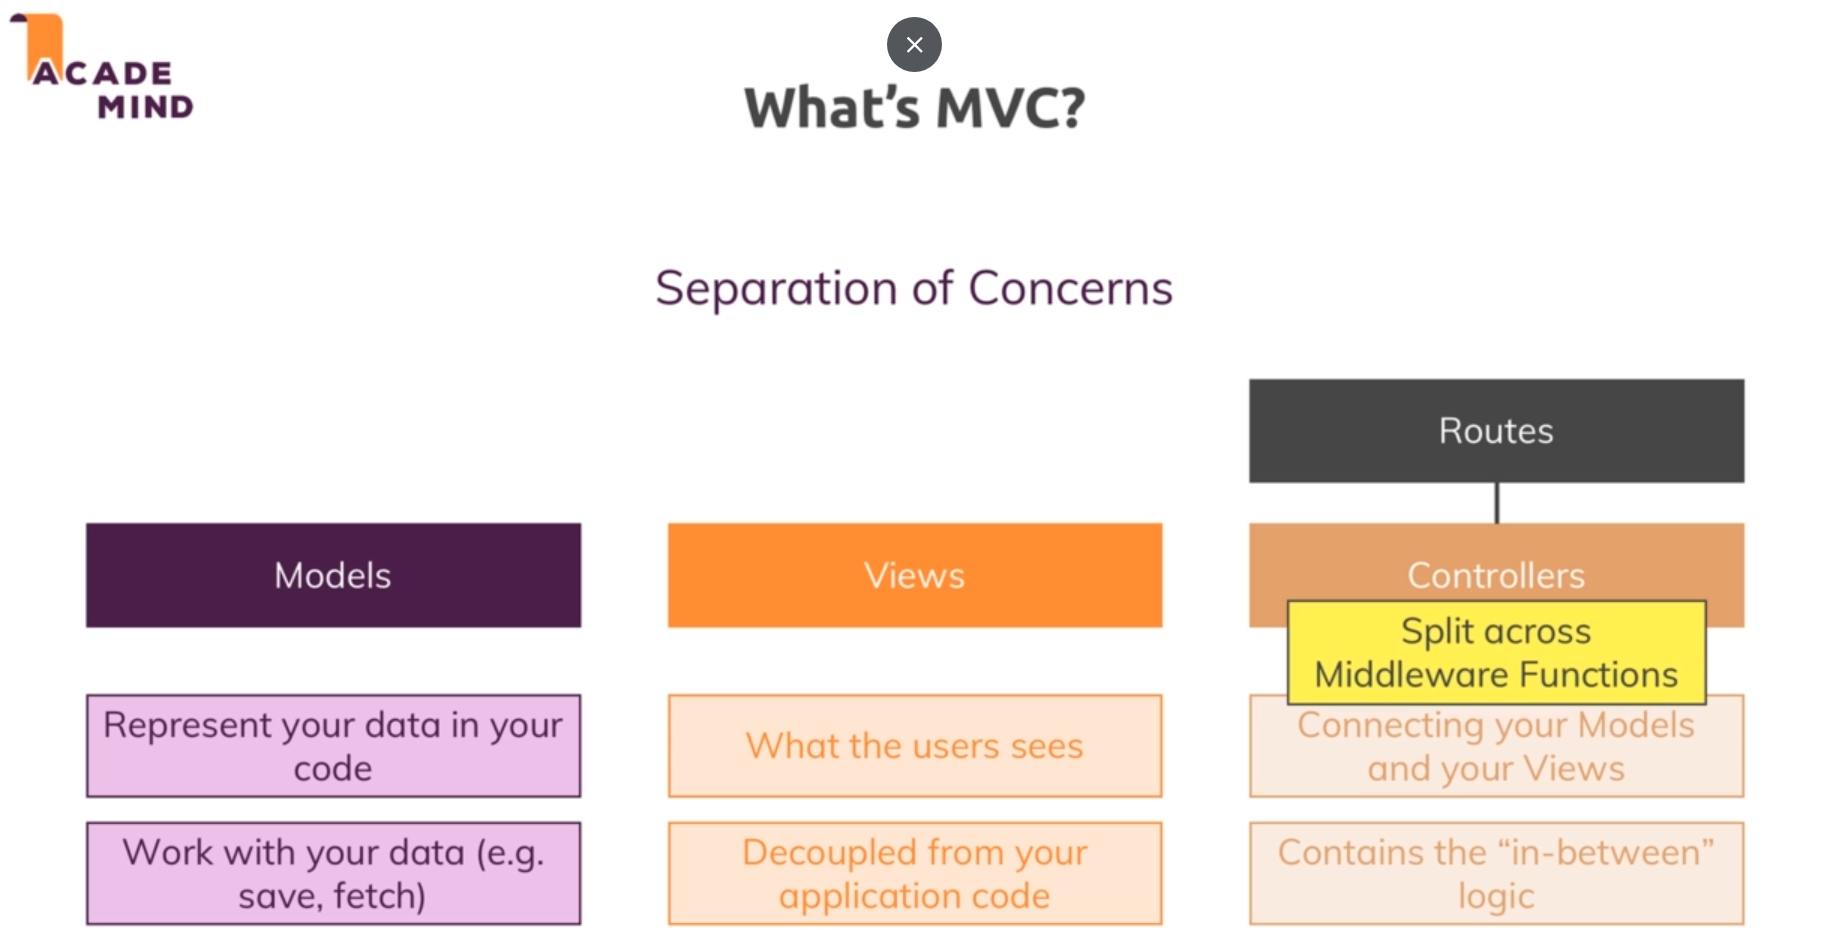 ACADE
MIND
What's MVC?
Separation of Concerns
Routes
Models
Views
Controllers
Split across
Middleware Functions
Represent your data in your
code
What the users sees
Connecting your Models
and your Views
Work with your data (e.g.
save, fetch)
Decoupled from your
application code
Contains the “in-between”
logic